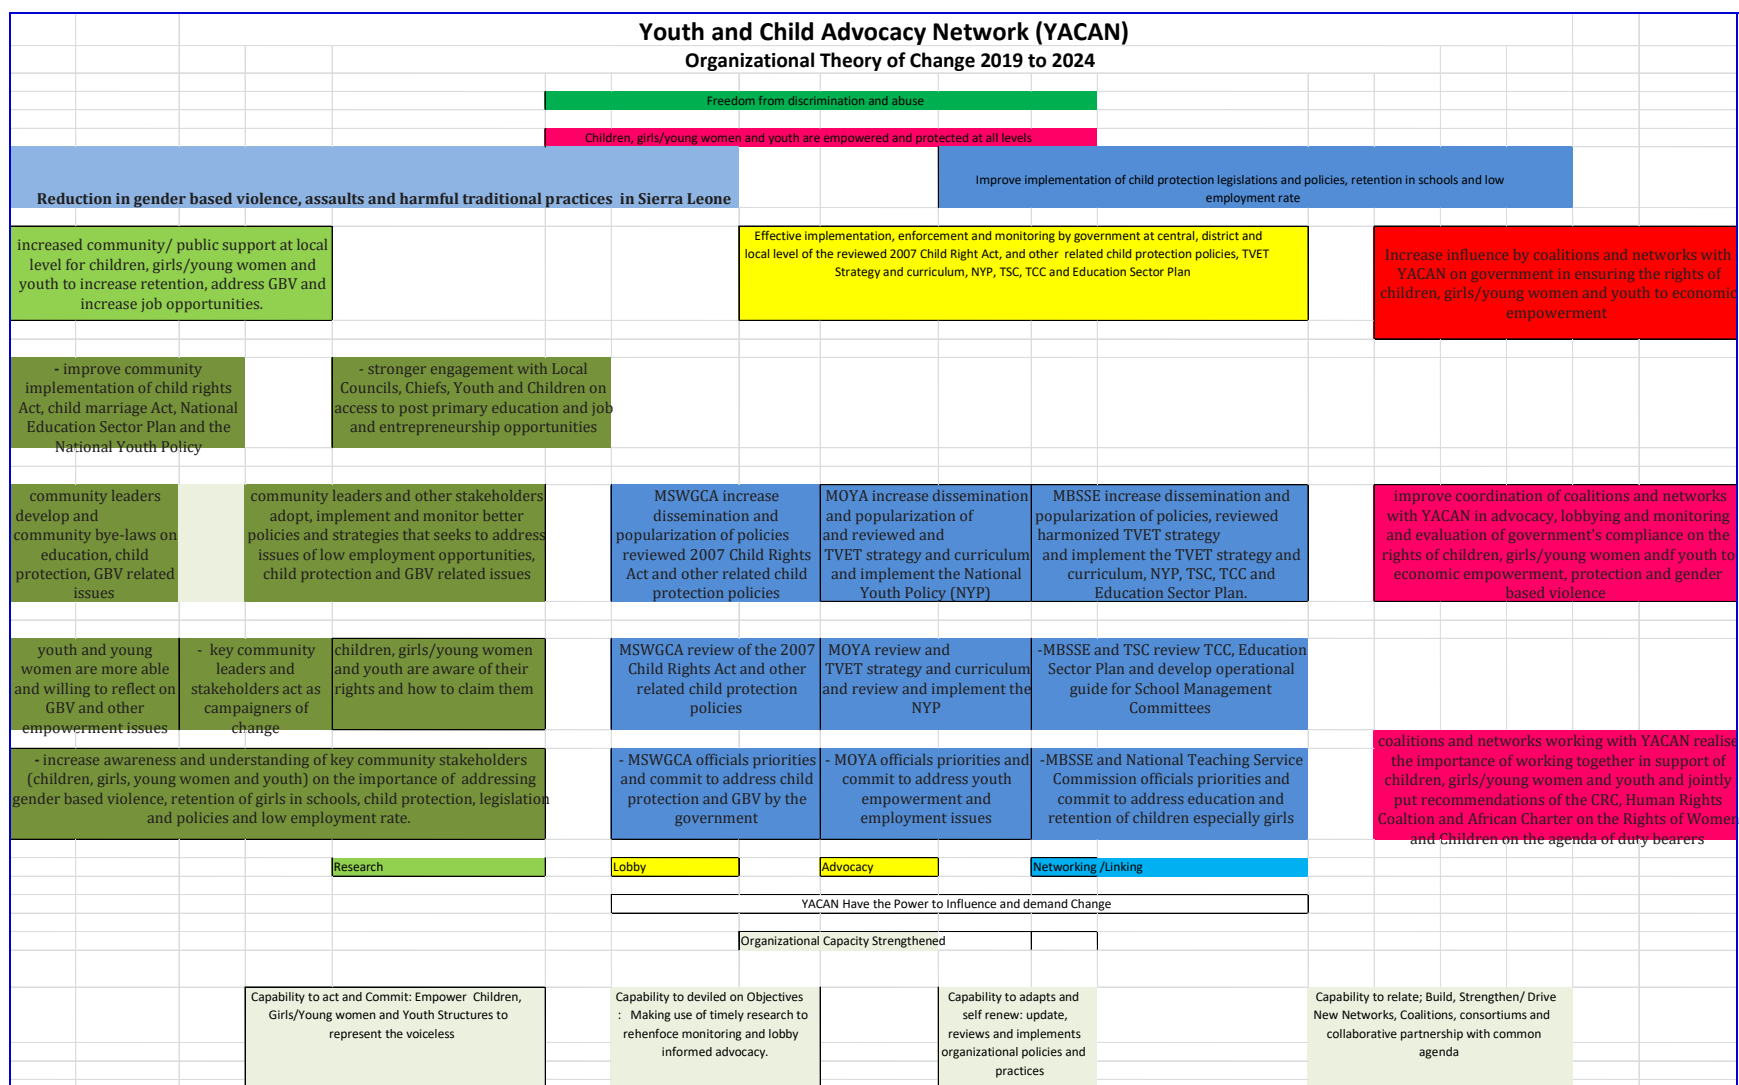 Youth and Child Advocacy Network (YACAN)
Organizational Theory of Change 2019 to 2024
Freedom from discrimination and abuse
Children, girls/young women and youth are empowered and protected at all levels
Reduction in gender based violence, assaults and harmful traditional practices in Sierra Leone
Improve implementation of child protection legislations and policies, retention in schools and low
employment rate
increased community/ public support at local
level for children, girls/young women and
youth to increase retention, address GBV and
increase job opportunities.
Effective implementation, enforcement and monitoring by government at central, district and
local level of the reviewed 2007 Child Right Act, and other related child protection policies, TVET
Strategy and curriculum, NYP, TSC, TCC and Education Sector Plan
Increase influence by coalitions and networks with
YACAN on government in ensuring the rights of
children, girls/young women and youth to economic
empowerment
- improve community
implementation of child rights
Act, child marriage Act, National
Education Sector Plan and the
National Youth Policy
- stronger engagement with Local
Councils, Chiefs, Youth and Children on
access to post primary education and job
and entrepreneurship opportunities
community leaders
develop and
community bye-laws on
education, child
protection, GBV related
issues
community leaders and other stakeholders
adopt, implement and monitor better
policies and strategies that seeks to address
issues of low employment opportunities,
child protection and GBV related issues
MSWGCA increase
dissemination and
popularization of policies
reviewed 2007 Child Rights
Act and other related child
protection policies
MOYA increase dissemination
and popularization of
and reviewed and
TVET strategy and curriculum
and implement the National
Youth Policy (NYP)
MBSSE increase dissemination and
popularization of policies, reviewed
harmonized TVET strategy
and implement the TVET strategy and
curriculum, NYP, TSC, TCC and
Education Sector Plan.
improve coordination of coalitions and networks
with YACAN in advocacy, lobbying and monitoring
and evaluation of government's compliance on the
rights of children, girls/young women andf youth to
economic empowerment, protection and gender
based violence
youth and young
women are more able
and willing to reflect on
GBV and other
empowerment issues
- key community
leaders and
stakeholders act as
campaigners of
change
children, girls/young women
and youth are aware of their
rights and how to claim them
MSWGCA review of the 2007
Child Rights Act and other
related child protection
policies
MOYA review and
TVET strategy and curriculum
and review and implement the
NYP
-MBSSE and TSC review TCC, Education
Sector Plan and develop operational
guide for School Management
Committees
- increase awareness and understanding of key community stakeholders
(children, girls, young women and youth) on the importance of addressing
gender based violence, retention of girls in schools, child protection, legislation
and policies and low employment rate.
- MSWGCA officials priorities
and commit to address child
protection and GBV by the
government
- MOYA officials priorities and
commit to address youth
empowerment and
employment issues
-MBSSE and National Teaching Service
Commission officials priorities and
commit to address education and
retention of children especially girls
coalitions and networks working with YACAN realise
the importance of working together in support of
children, girls/young women and youth and jointly
put recommendations of the CRC, Human Rights
Coaltion and African Charter on the Rights of Women
and Children on the agenda of duty bearers
Research
Lobby
Advocacy
Networking /Linking
YACAN Have the Power to Influence and demand Change
Organizational Capacity Strengthened
Capability to act and Commit: Empower Children,
Girls/Young women and Youth Structures to
represent the voiceless
Capability to deviled on Objectives
: Making use of timely research to
rehenfoce monitoring and lobby
informed advocacy.
Capability to adapts and
self renew: update,
reviews and implements
organizational policies and
practices
Capability to relate; Build, Strengthen/ Drive
New Networks, Coalitions, consortiums and
collaborative partnership with common
agenda